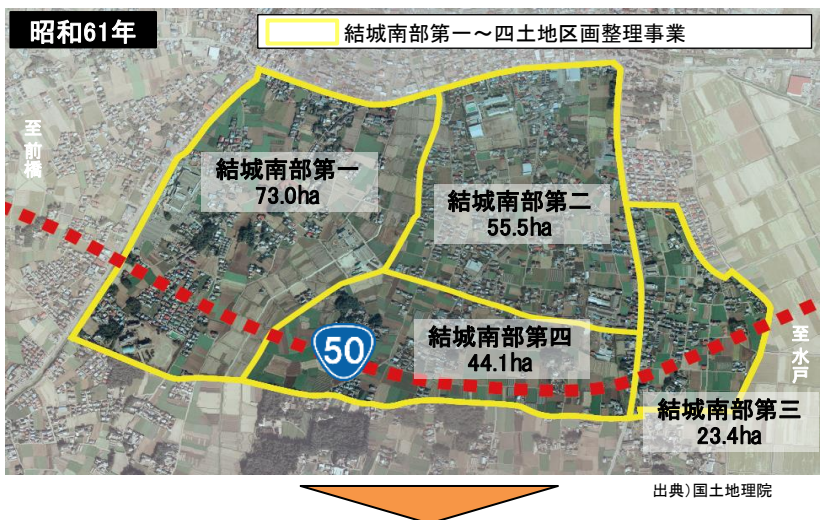 昭和61年
結城南部第一～四土地区画整理事業
至前橋
結城南部第一
73.0ha
結城南部第二
55.5ha
50
結城南部第四
44.1ha
至水戸
結城南部第三
23.4ha
出典)国土地理院